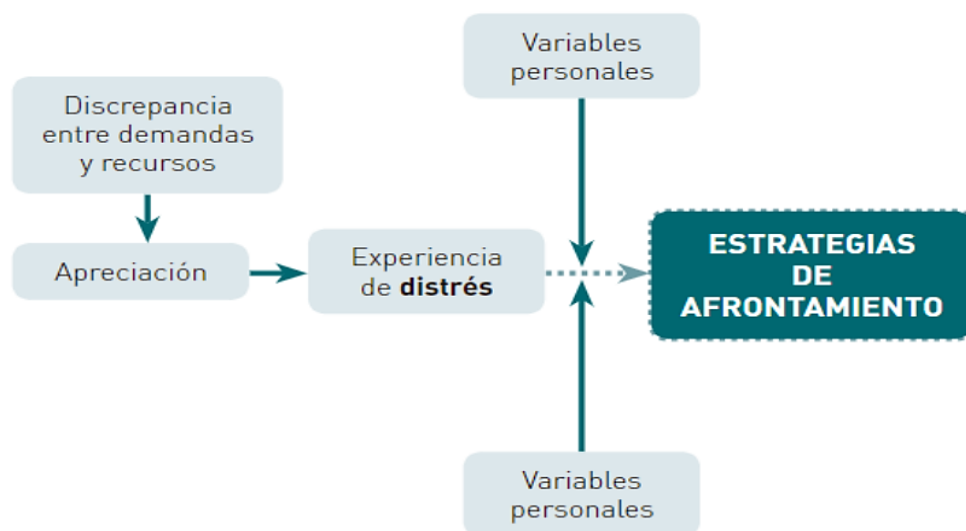 Variables
personales
Discrepancia
entre demandas
y recursos
Apreciación
Experiencia
de distrés
ESTRATEGIAS
DE
AFRONTAMIENTO
Variables
personales